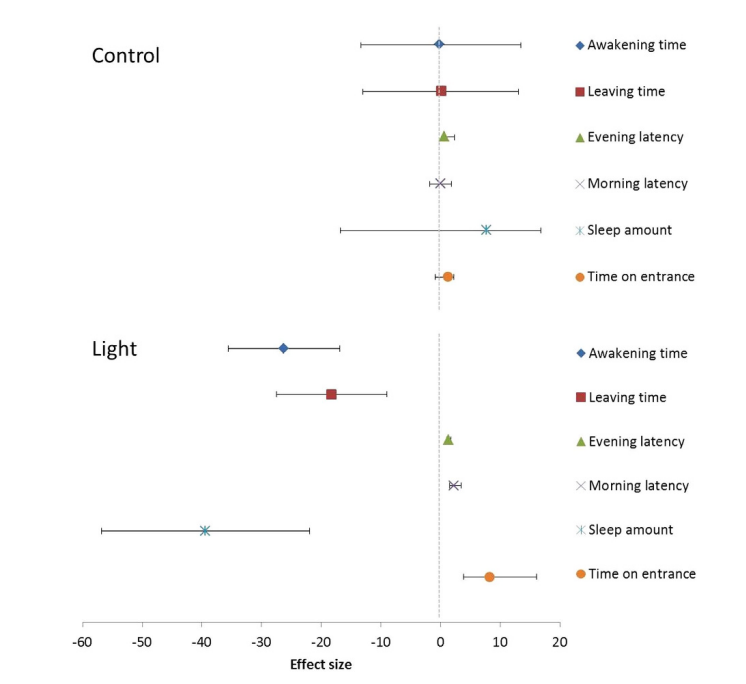 Control
Awakening time
Leaving time
Evening latency
Morning latency
Sleep amount
Time on entrance
Light
Awakening time
Leaving time
Evening latency
Morning latency
Sleep amount
Time on entrance
-60 -50 -40 -30 -20 -10 0 10 20
Effect size